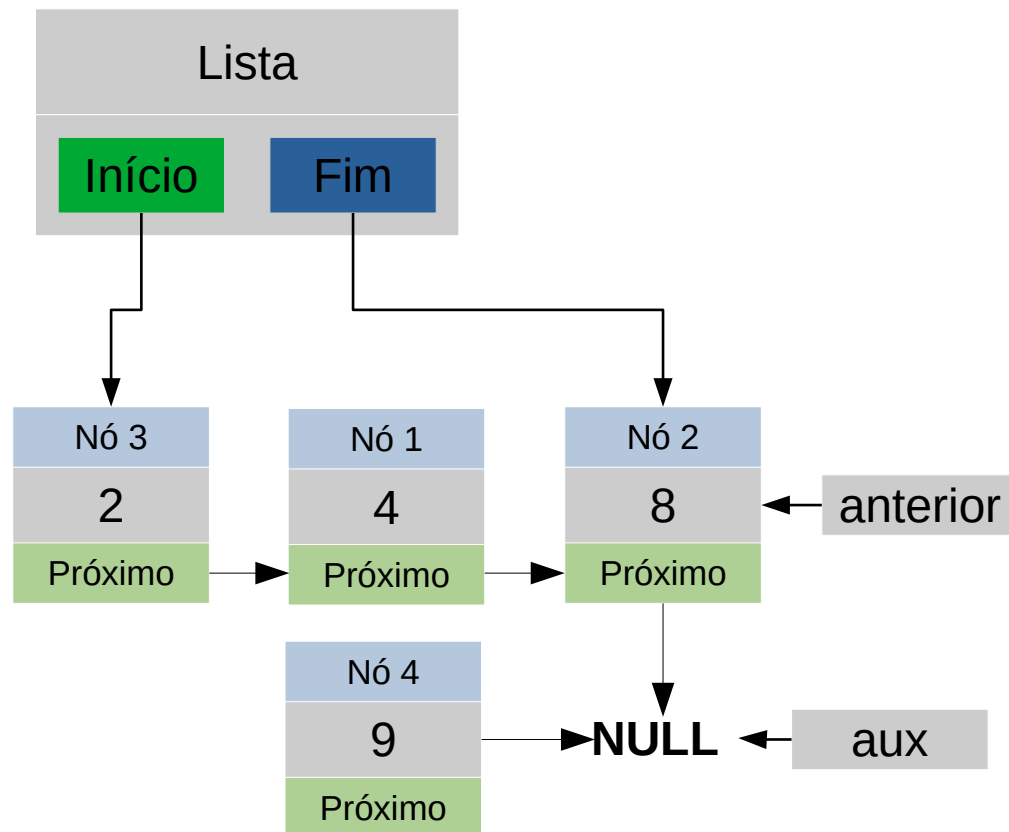 Lista
Início Fim
Nó 3 Nó 1 Nó 2
2 4 8 anterior
Próximo Próximo Próximo
Nó 4
9 NULL aux
Próximo